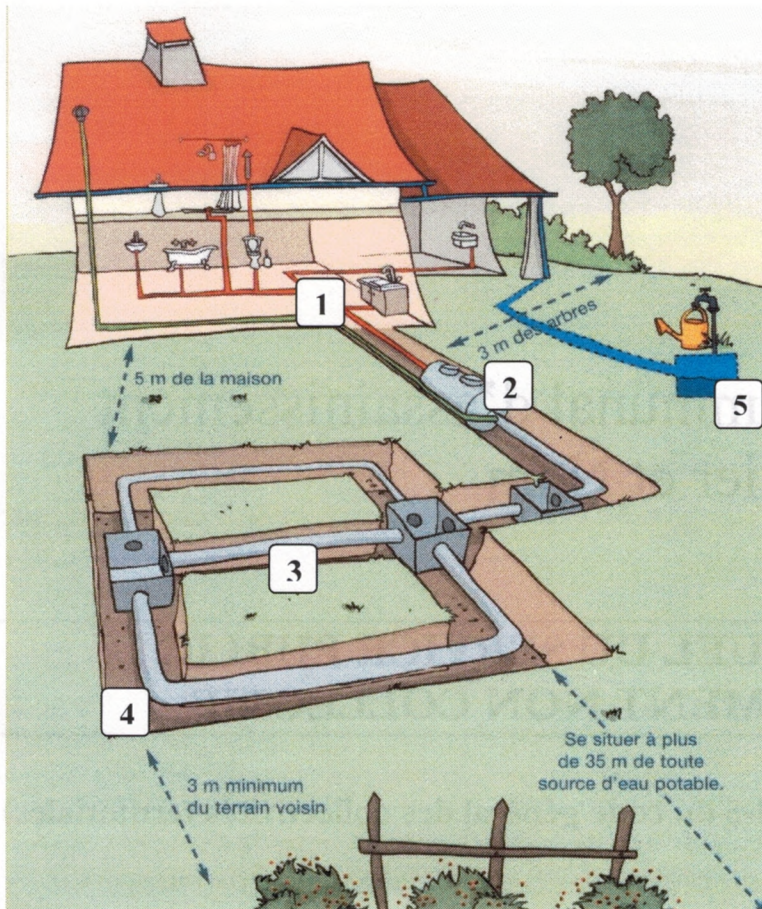 1
3 m des arbres
5 m de la maison
2
5
3
4
Se situer à plus
de 35 m de toute
source d'eau potable.
3 m minimum
du terrain voisin